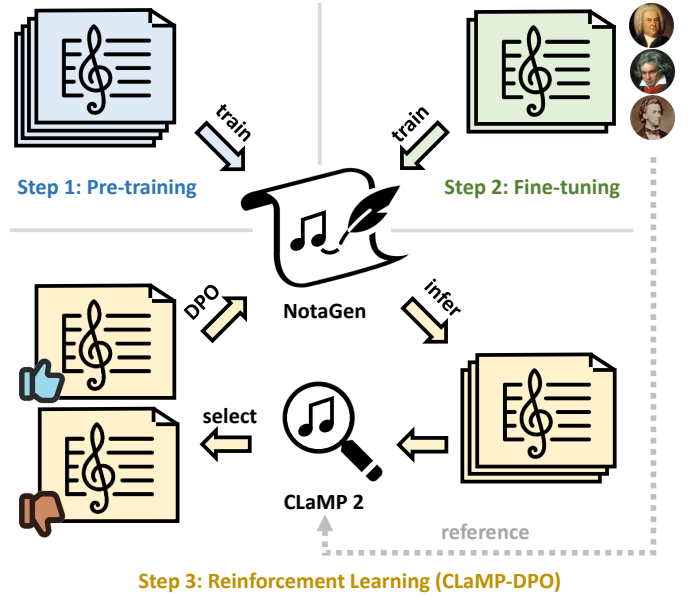 train
train
Step 1: Pre-training
Step 2: Fine-tuning
NotaGen
DPO
infer
select
CLaMP 2
reference
Step 3: Reinforcement Learning (CLaMP-DPO)